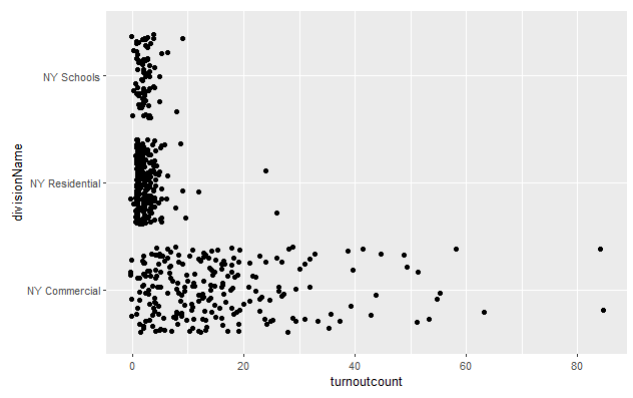 NY Schools
NY Residential
NY Commercial
divisionName
0 20 40 60 80
turnoutcount